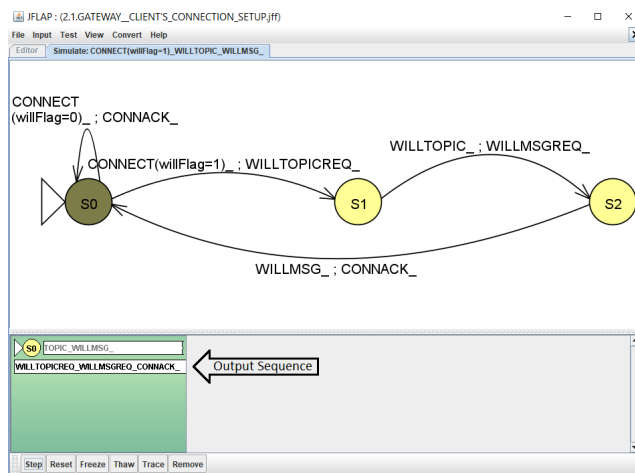 JFLAP : (2,1.GATEWAY__CLIENT'S_CONNECTION_SETUP.jff)
File Input Test View Convert Help
Editor Simulate: CONNECT(willFlag=1)_WILLTOPIC_WILLMSG_
CONNECT
(willFlag=0)_ ; CONNACK_
CONNECT(willFlag=1)_ ; WILLTOPICREQ_
WILLTOPIC_ ; WILLMSGREQ_
S0
S1
S2
WILLMSG_ ; CONNACK_
S0 TOPIC_WILLMSG_
WILLTOPICREQ_WILLMSGREQ_CONNACK_
Output Sequence
Step Reset Freeze Thaw Trace Remove